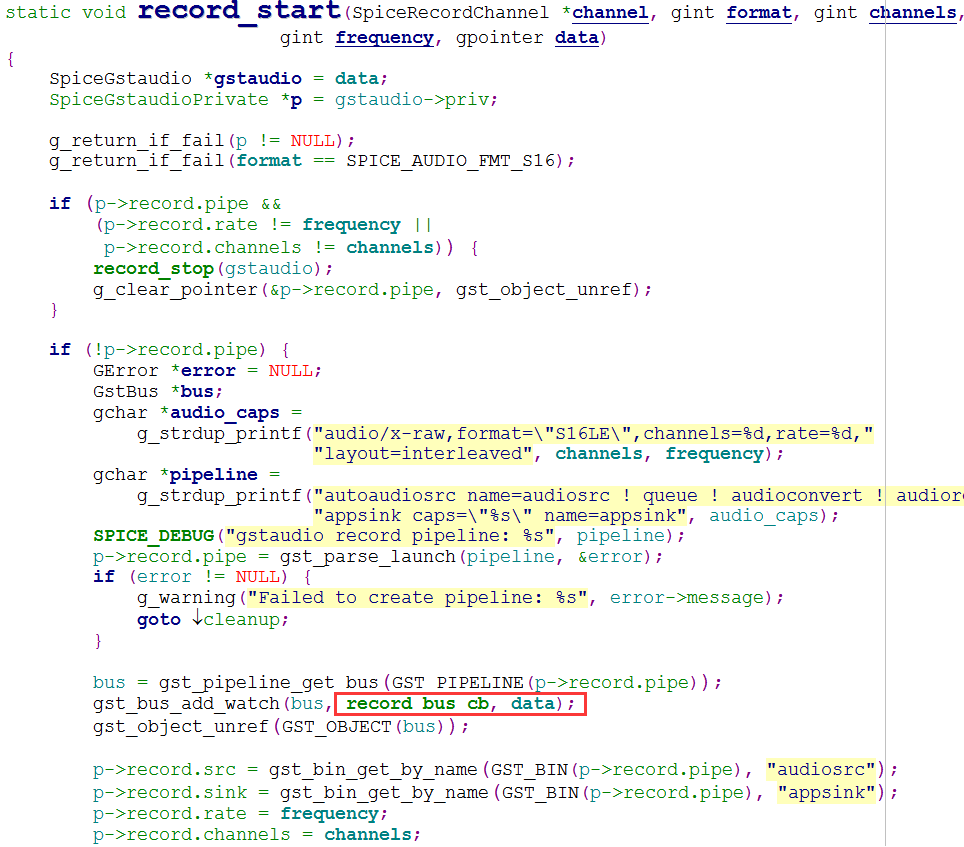 static void record_start(SpiceRecordChannel *channel, gint format, gint channels,
                         gint frequency, gpointer data)
{
    SpiceGstaudio *gstaudio = data;
    SpiceGstaudioPrivate *p = gstaudio->priv;

    g_return_if_fail(p != NULL);
    g_return_if_fail(format == SPICE_AUDIO_FMT_S16);

    if (p->record.pipe &&
        (p->record.rate != frequency ||
         p->record.channels != channels)) {
        record_stop(gstaudio);
        g_clear_pointer(&p->record.pipe, gst_object_unref);
    }

    if (!p->record.pipe) {
        GError *error = NULL;
        GstBus *bus;
        gchar *audio_caps =
            g_strdup_printf("audio/x-raw,format=\"S16LE\",channels=%d,rate=%d,"
                            "layout=interleaved", channels, frequency);
        gchar *pipeline =
            g_strdup_printf("autoaudiosrc name=audiosrc ! queue ! audioconvert !
                            "appsink caps=\"%s\" name=appsink", audio_caps);
        SPICE_DEBUG("gstaudio record pipeline: %s", pipeline);
        p->record.pipe = gst_parse_launch(pipeline, &error);
        if (error != NULL) {
            g_warning("Failed to create pipeline: %s", error->message);
            goto ↓cleanup;
        }

        bus = gst_pipeline_get_bus(GST_PIPELINE(p->record.pipe));
        gst_bus_add_watch(bus, record_bus_cb, data);
        gst_object_unref(GST_OBJECT(bus));

        p->record.src = gst_bin_get_by_name(GST_BIN(p->record.pipe), "audiosrc");
        p->record.sink = gst_bin_get_by_name(GST_BIN(p->record.pipe), "appsink");
        p->record.rate = frequency;
        p->record.channels = channels;